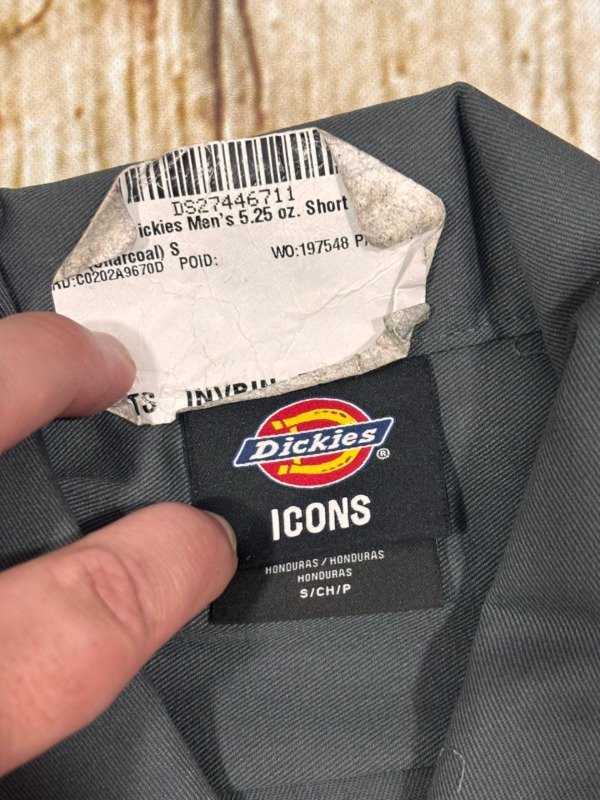 DS27446711
ickies Men's 5.25 oz. Short
harcoal) S
RD:C0202A9670D POID: WO:197548 P
TS INVBIN
Dickies®
ICONS
HONDURAS / HONDURAS
HONDURAS
S/CH/P